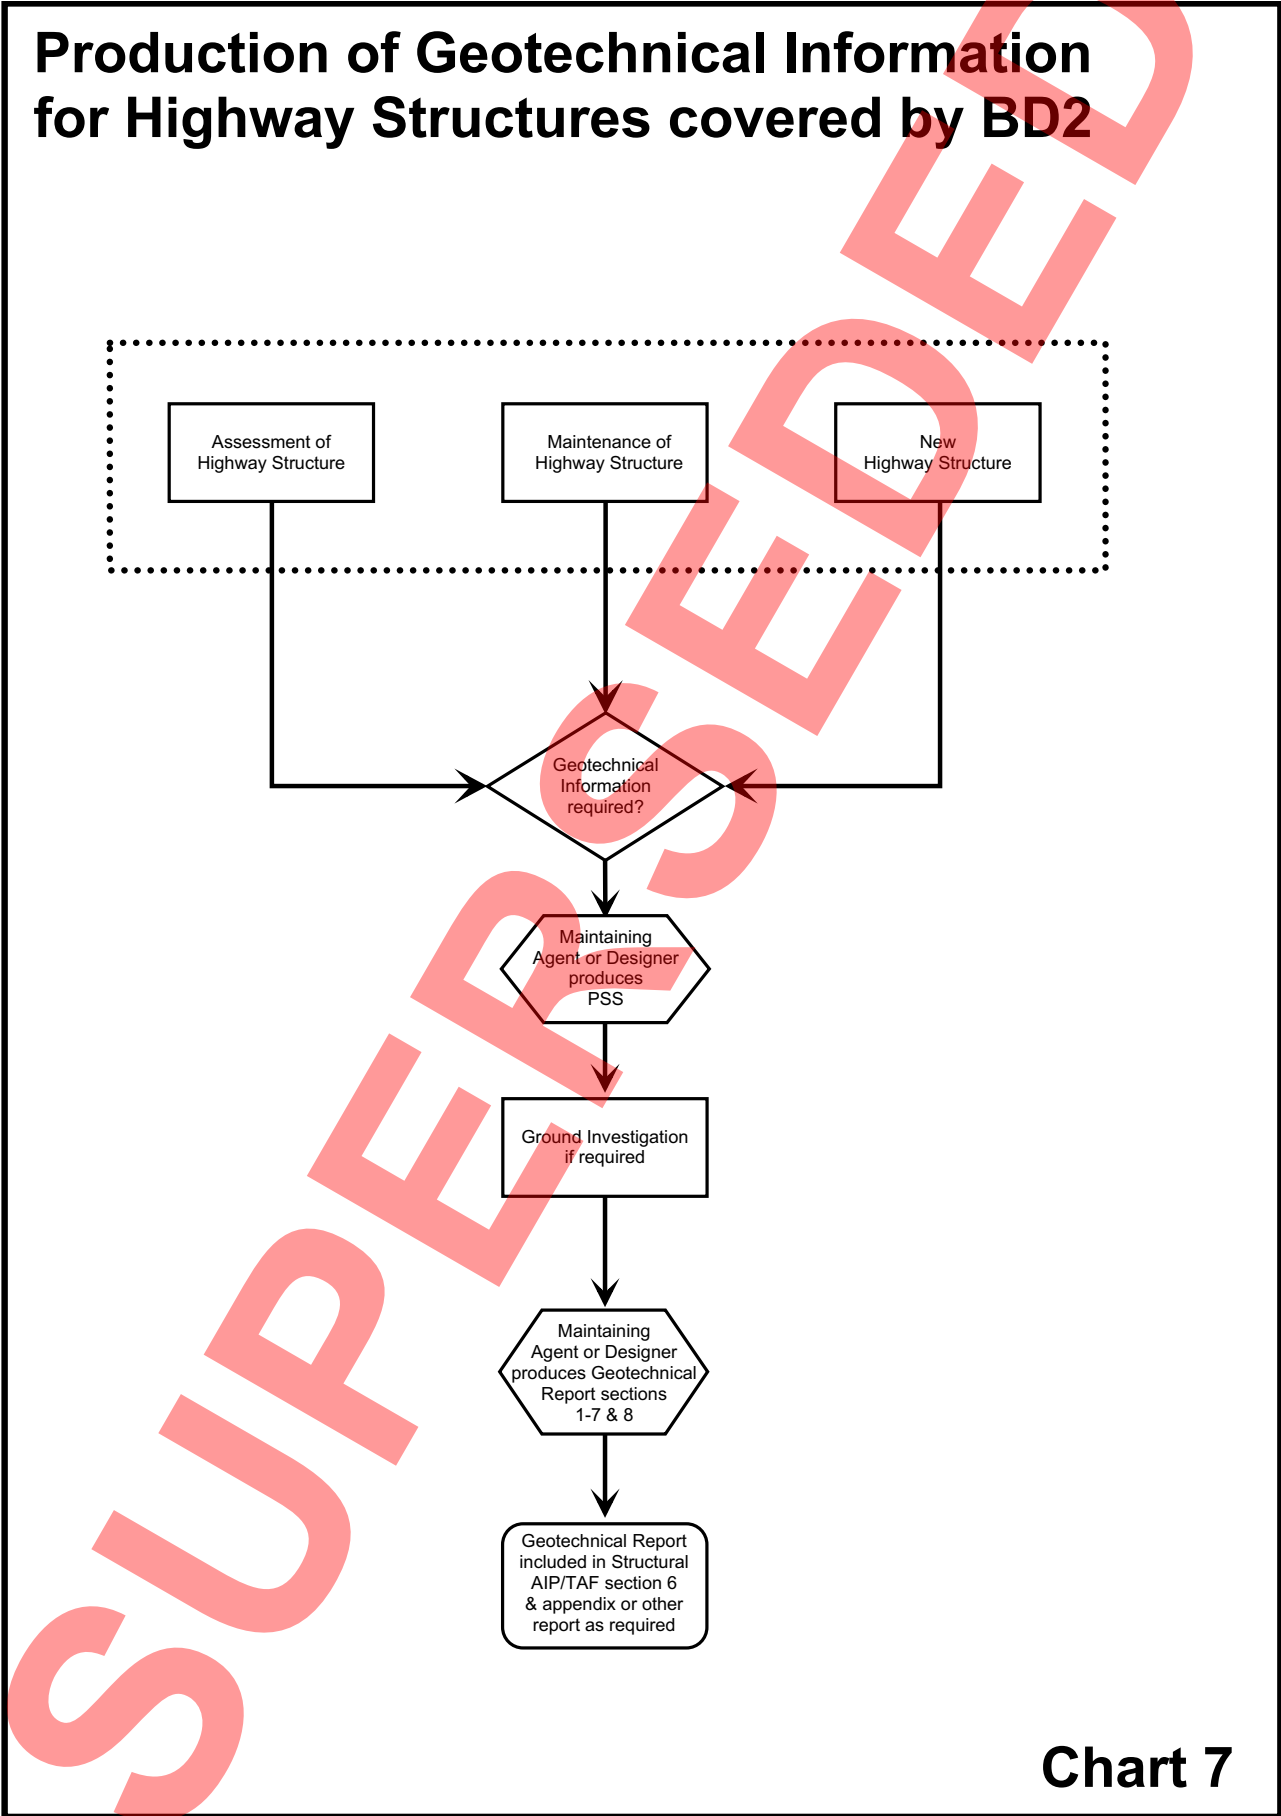 Production of Geotechnical Information
for Highway Structures covered by BD2
Assessment of
Highway Structure
Maintenance of
Highway Structure
New
Highway Structure
Geotechnical
Information
required?
Maintaining
Agent or Designer
produces
PSS
Ground Investigation
if required
Maintaining
Agent or Designer
produces Geotechnical
Report sections
1-7 & 8
Geotechnical Report
included in Structural
AIP/TAF section 6
& appendix or other
report as required
Chart 7
SUPERSEDED